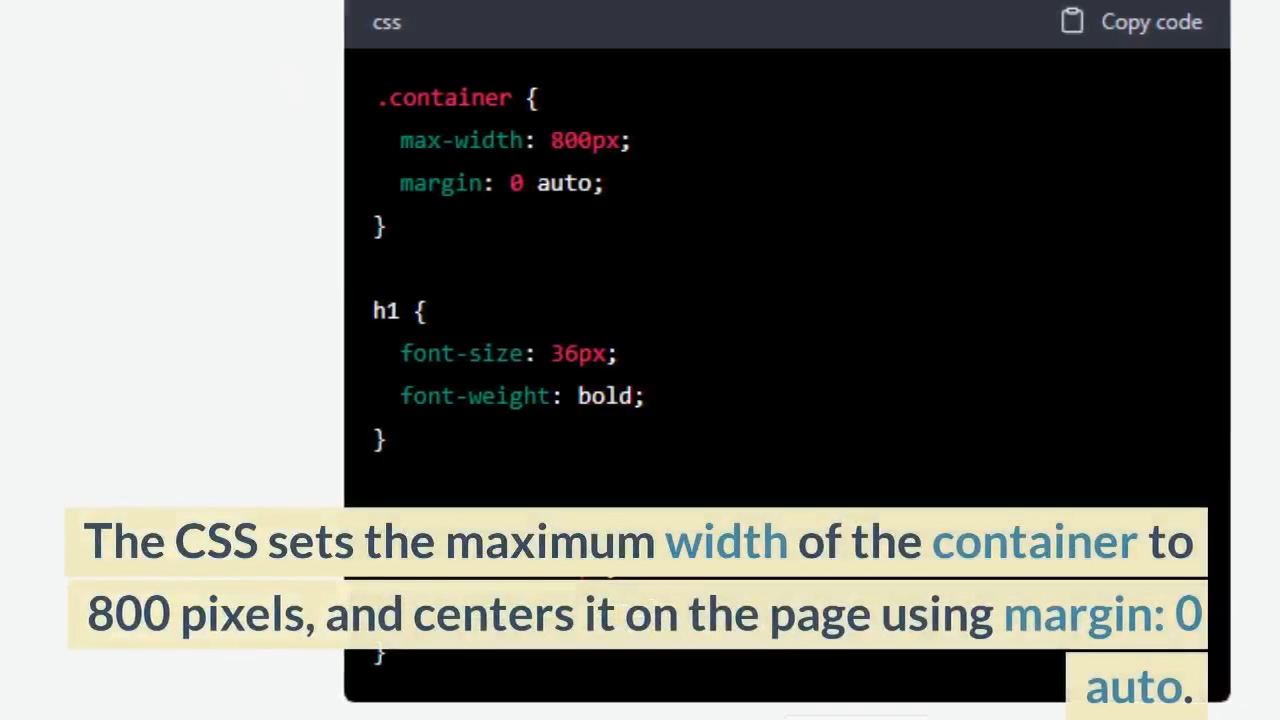 css
Copy code
.container {
max-width: 800px;
margin: 0 auto;
}
h1 {
font-size: 36px;
font-weight: bold;
}
The CSS sets the maximum width of the container to
800 pixels, and centers it on the page using margin: 0
}
auto.